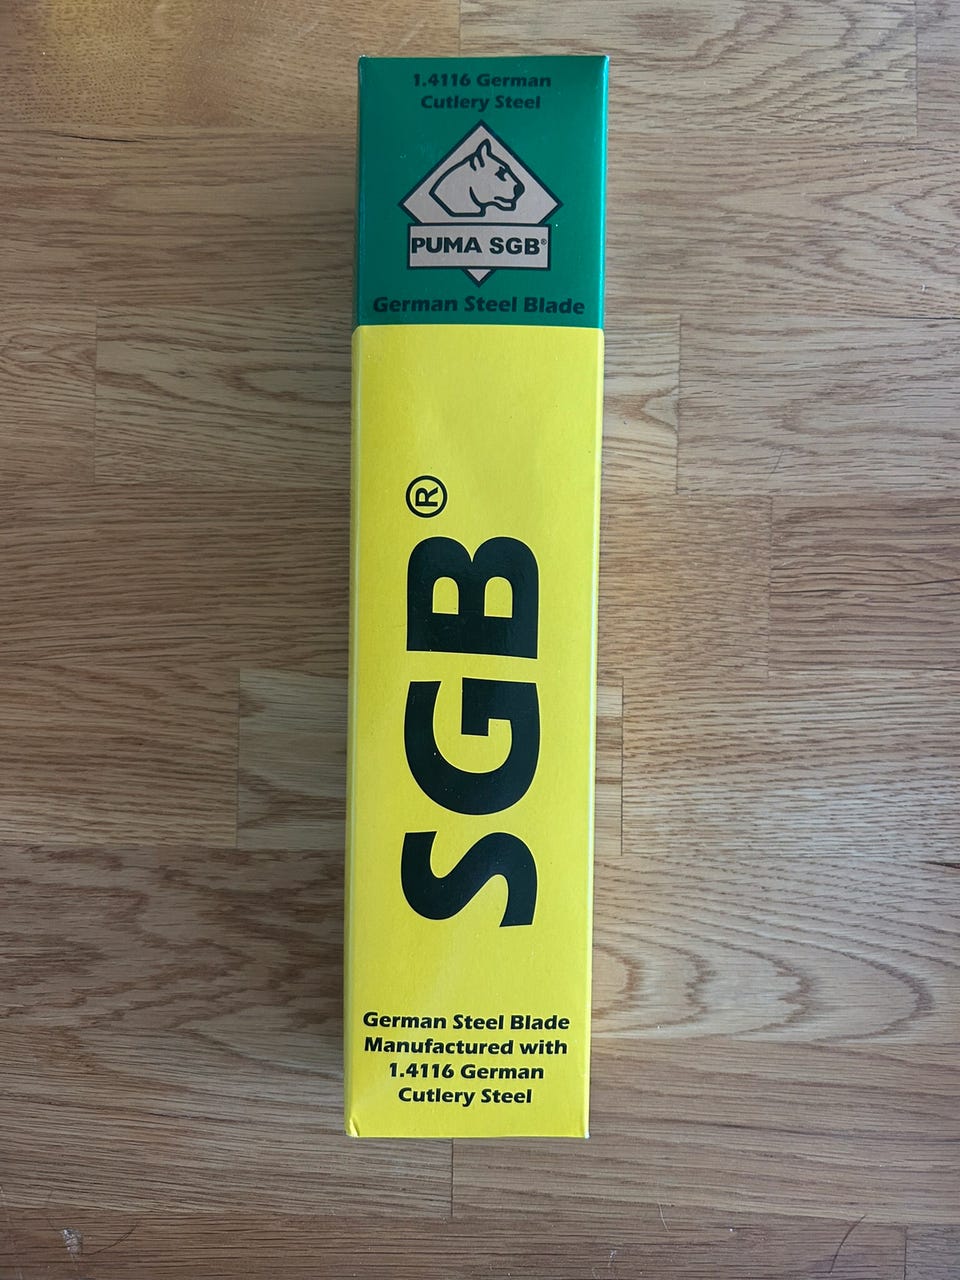 1.4116 German
Cutlery Steel
PUMA SGB®
German Steel Blade
SGB®
German Steel Blade
Manufactured with
1.4116 German
Cutlery Steel